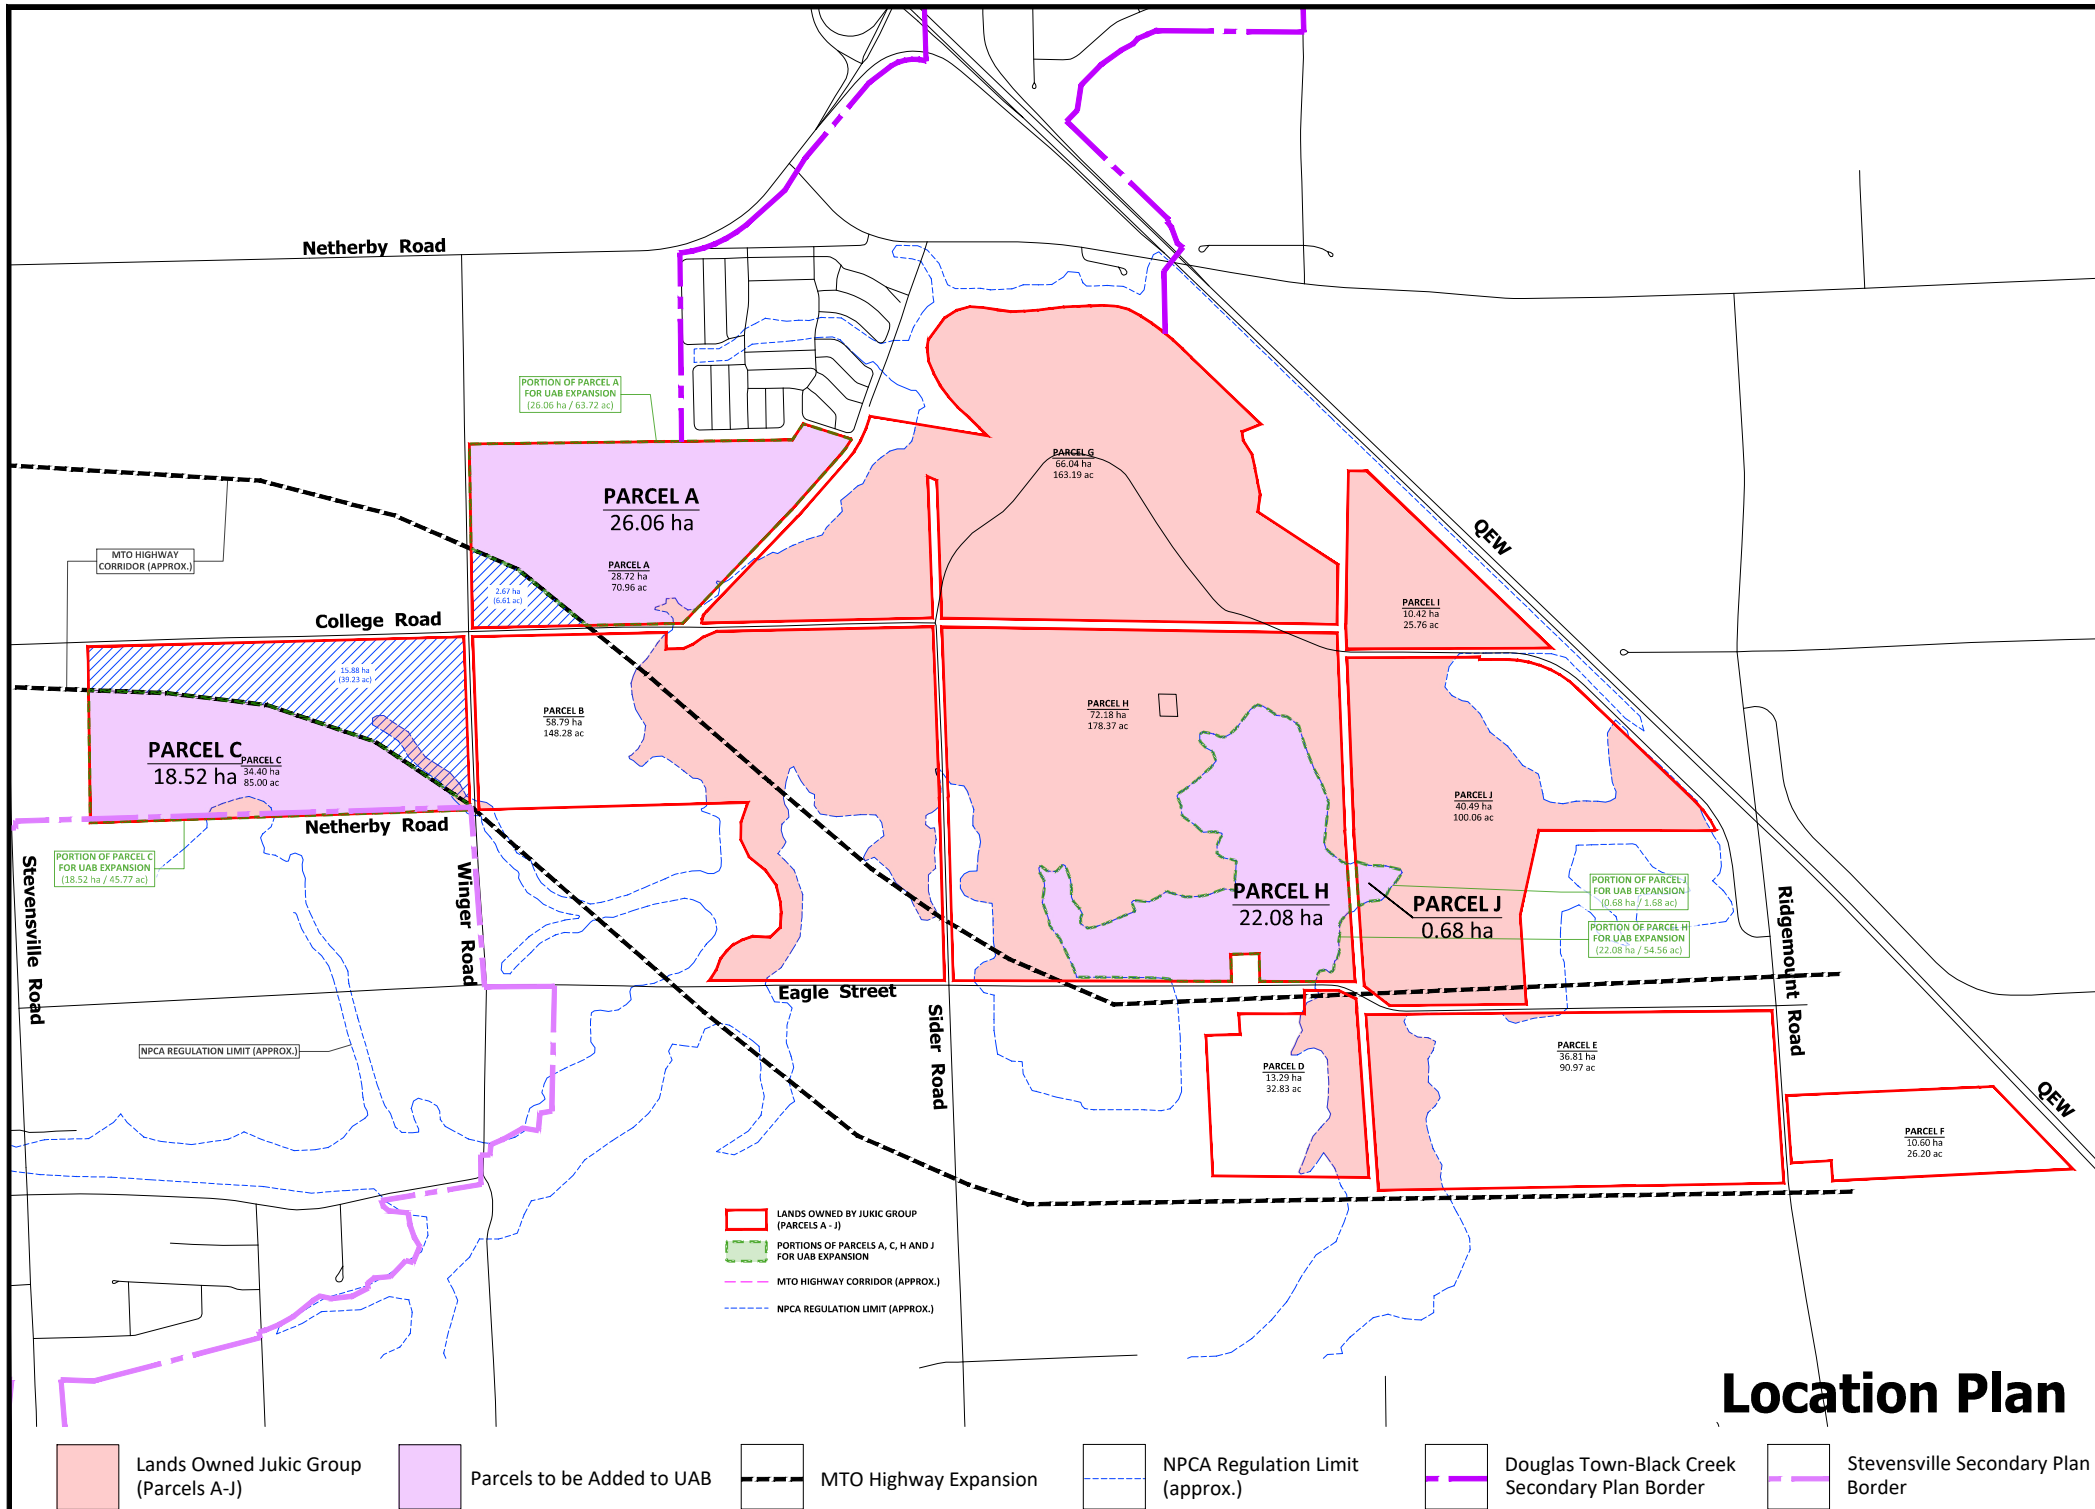 Netherby Road
PORTION OF PARCEL A
FOR UAB EXPANSION
(26.06 ha / 63.72 ac)
PARCEL A
26.06 ha
PARCEL A
28.72 ha
70.96 ac
2.67 ha
(6.61 ac)
MTO HIGHWAY
CORRIDOR (APPROX.)
College Road
15.88 ha
(39.23 ac)
PARCEL C
18.52 ha
PARCEL C
34.40 ha
85.00 ac
Netherby Road
PORTION OF PARCEL C
FOR UAB EXPANSION
(18.52 ha / 45.77 ac)
Stevensville Road
Winger Road
NPCA REGULATION LIMIT (APPROX.)
PARCEL B
58.79 ha
148.28 ac
PARCEL G
66.04 ha
163.19 ac
PARCEL H
72.18 ha
178.37 ac
PARCEL I
10.42 ha
25.76 ac
QEW
PARCEL J
40.49 ha
100.06 ac
PARCEL H
22.08 ha
PARCEL J
0.68 ha
PORTION OF PARCEL J
FOR UAB EXPANSION
(0.68 ha / 1.68 ac)
PORTION OF PARCEL H
FOR UAB EXPANSION
(22.08 ha / 54.56 ac)
Ridgemount Road
Eagle Street
Sider Road
PARCEL D
13.29 ha
32.83 ac
PARCEL E
36.81 ha
90.97 ac
PARCEL F
10.60 ha
26.20 ac
QEW
LANDS OWNED BY JUKIC GROUP
(PARCELS A - J)
PORTIONS OF PARCELS A, C, H AND J
FOR UAB EXPANSION
MTO HIGHWAY CORRIDOR (APPROX.)
NPCA REGULATION LIMIT (APPROX.)
Location Plan
Lands Owned Jukic Group
(Parcels A-J)
Parcels to be Added to UAB
MTO Highway Expansion
NPCA Regulation Limit
(approx.)
Douglas Town-Black Creek
Secondary Plan Border
Stevensville Secondary Plan
Border